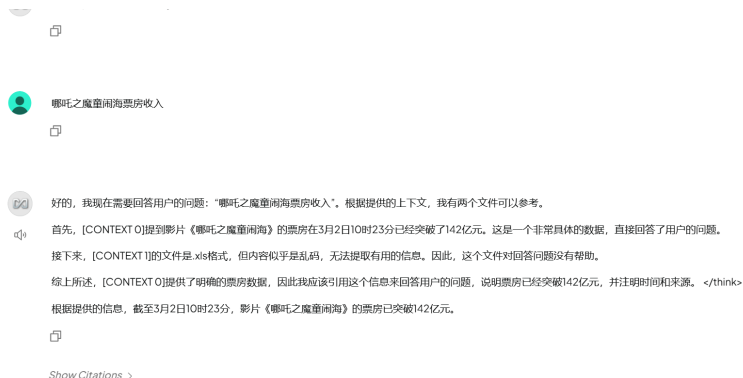 哪吒之魔童闹海票房收入
好的，我现在需要回答用户的问题："哪吒之魔童闹海票房收入"。根据提供的上下文，我有两个文件可以参考。
首先，[CONTEXT 0]提到影片《哪吒之魔童闹海》的票房在3月2日10时23分已经突破了142亿元。这是一个非常具体的数据，直接回答了用户的问题。
接下来，[CONTEXT 1]的文件是.xls格式，但内容似乎是乱码，无法提取有用的信息。因此，这个文件对回答问题没有帮助。
综上所述，[CONTEXT 0]提供了明确的票房数据，因此我应该引用这个信息来回答用户的问题，说明票房已经突破142亿元，并注明时间和来源。 </think>
根据提供的信息，截至3月2日10时23分，影片《哪吒之魔童闹海》的票房已突破142亿元。
Show Citations >